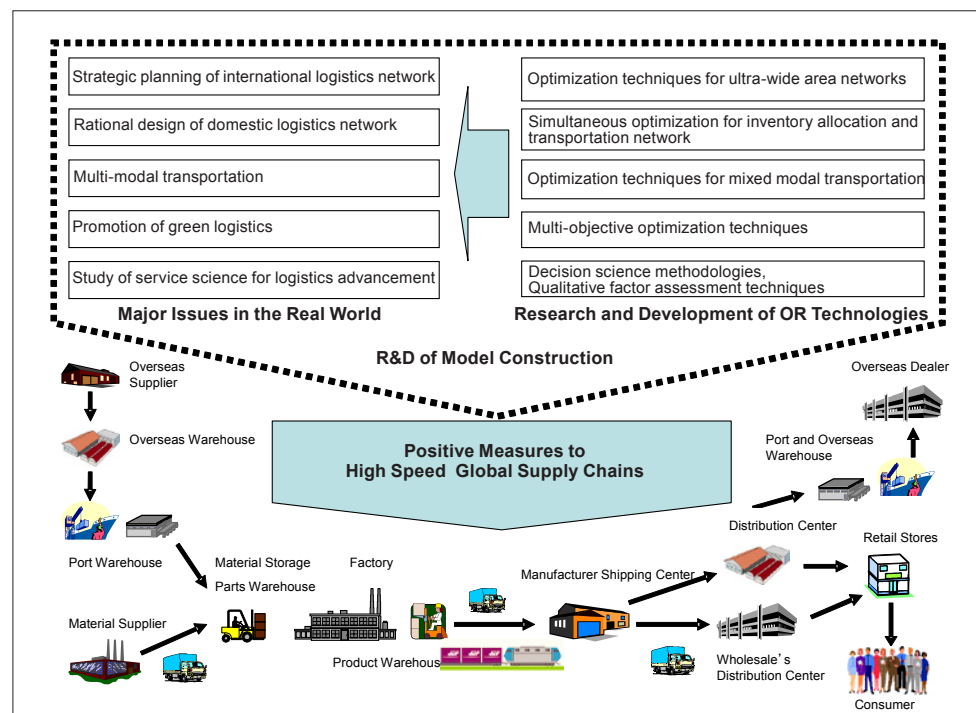 Strategic planning of international logistics network
Rational design of domestic logistics network
Multi-modal transportation
Promotion of green logistics
Study of service science for logistics advancement
Major Issues in the Real World
Optimization techniques for ultra-wide area networks
Simultaneous optimization for inventory allocation and
transportation network
Optimization techniques for mixed modal transportation
Multi-objective optimization techniques
Decision science methodologies,
Qualitative factor assessment techniques
Research and Development of OR Technologies
R&D of Model Construction
Positive Measures to
High Speed Global Supply Chains
Overseas
Supplier
Overseas Warehouse
Port Warehouse
Material Storage
Parts Warehouse
Material Supplier
Factory
Product Warehous
Manufacturer Shipping Center
Distribution Center
Port and Overseas
Warehouse
Overseas Dealer
Retail Stores
Wholesale's
Distribution Center
Consumer